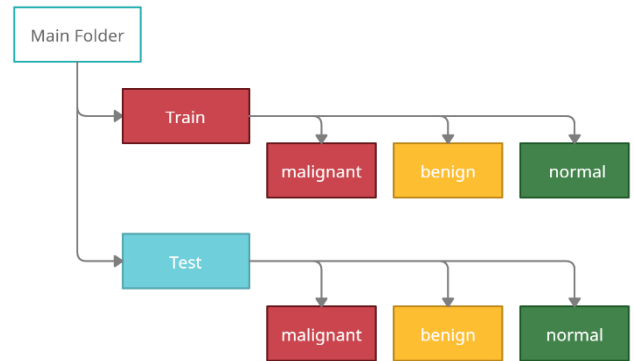 Main Folder
Train
malignant
benign
normal
Test
malignant
benign
normal